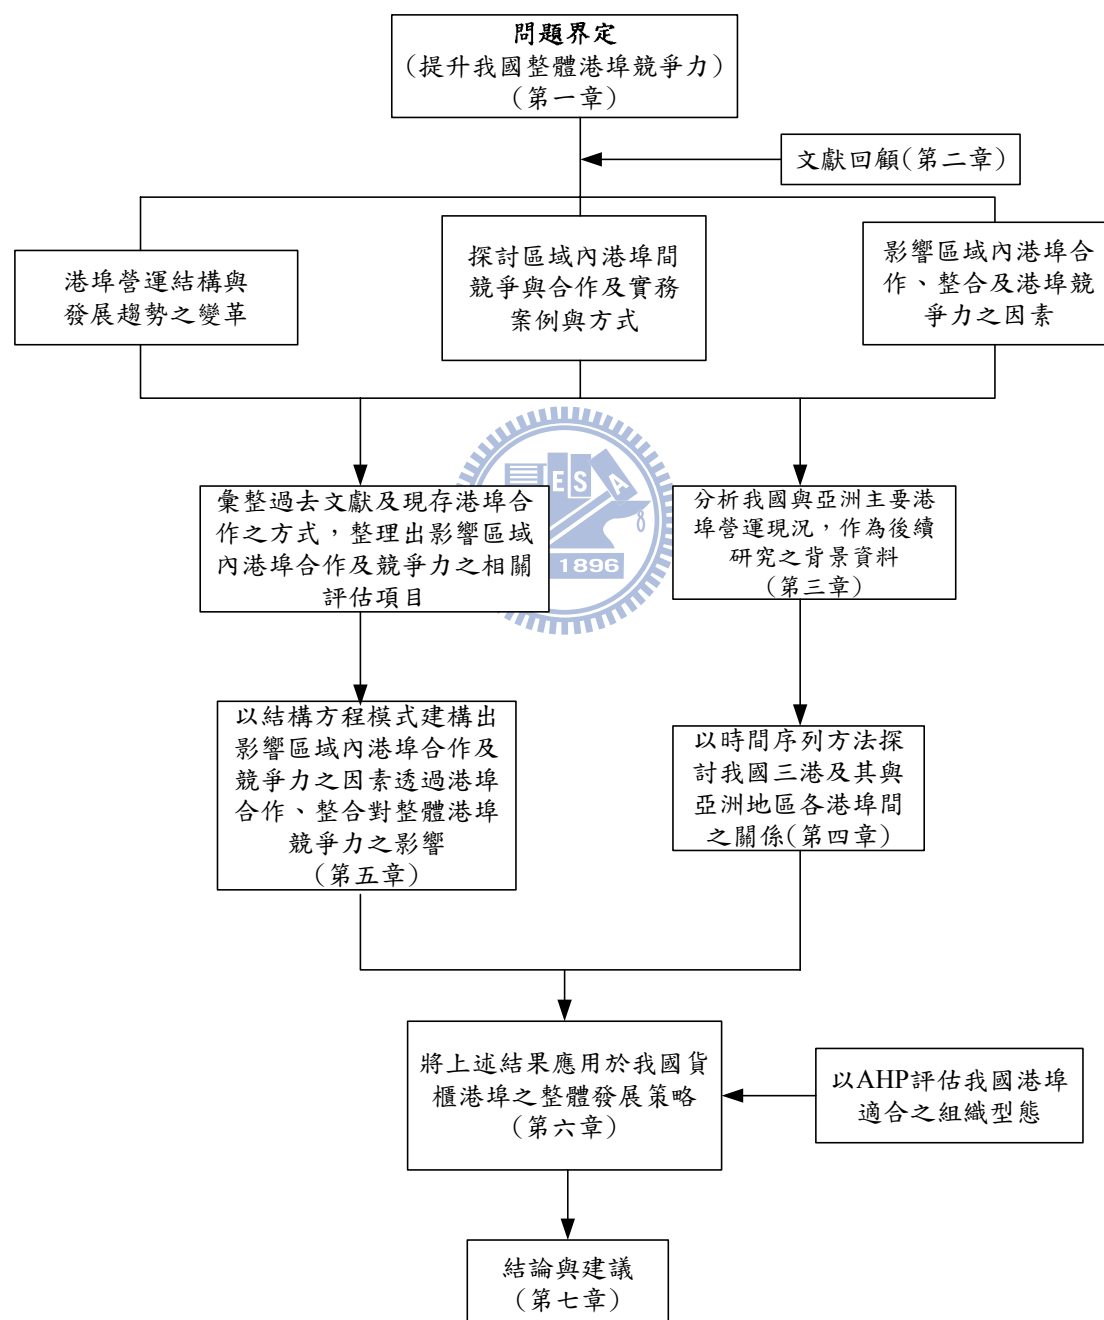 問題界定
(提升我國整體港埠競爭力)
(第一章)
文獻回顧(第二章)
港埠營運結構與
發展趨勢之變革
探討區域內港埠間
競爭與合作及實務
案例與方式
影響區域內港埠合
作、整合及港埠競
爭力之因素
彙整過去文獻及現存港埠合
作之方式，整理出影響區域
內港埠合作及競爭力之相關
評估項目
分析我國與亞洲主要港
埠營運現況，作為後續
研究之背景資料
(第三章)
ES
A
1896
以結構方程模式建構出
影響區域內港埠合作及
競爭力之因素透過港埠
合作、整合對整體港埠
競爭力之影響
(第五章)
以時間序列方法探
討我國三港及其與
亞洲地區各港埠間
之關係(第四章)
將上述結果應用於我國貨
櫃港埠之整體發展策略
(第六章)
以AHP評估我國港埠
適合之組織型態
結論與建議
(第七章)